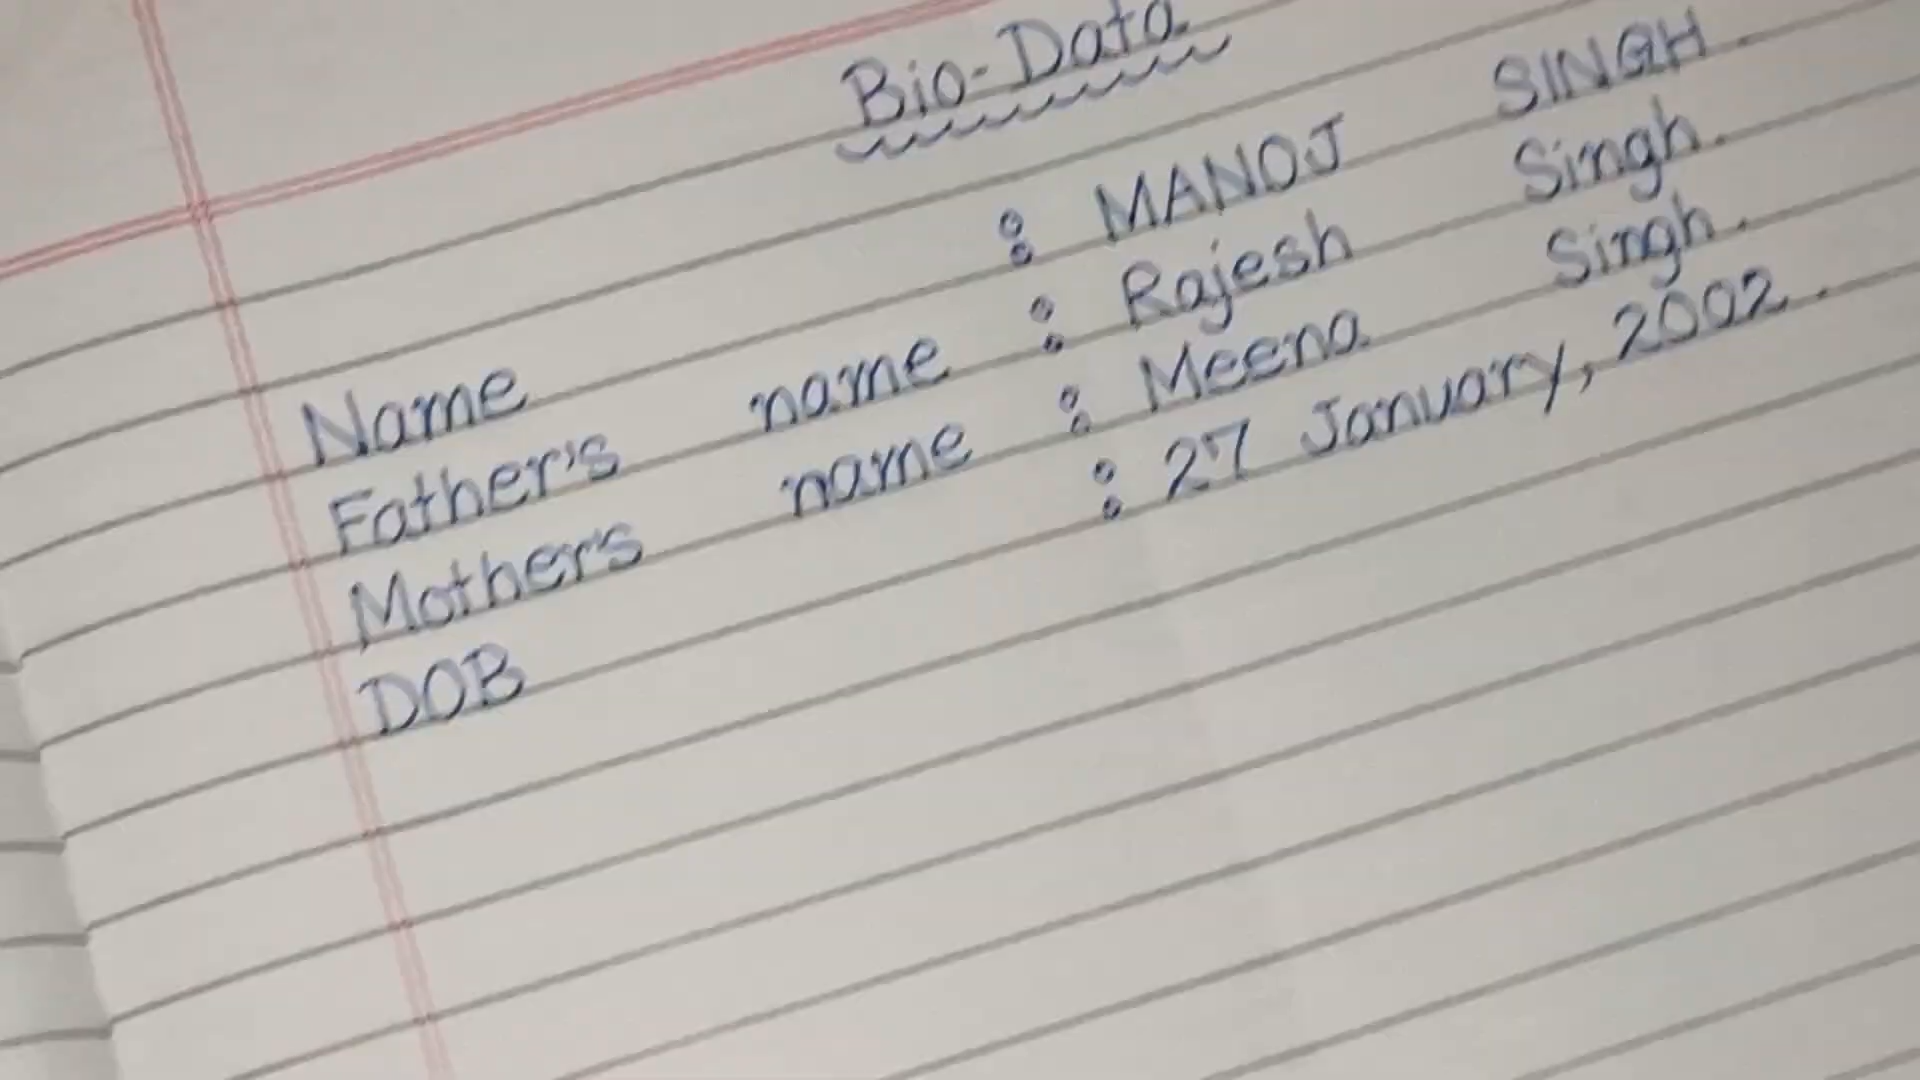 Bio-Data
Name : MANOJ SINGH.
Father's name : Rajesh Singh.
Mother's name : Meena Singh.
DOB : 27 January, 2002.